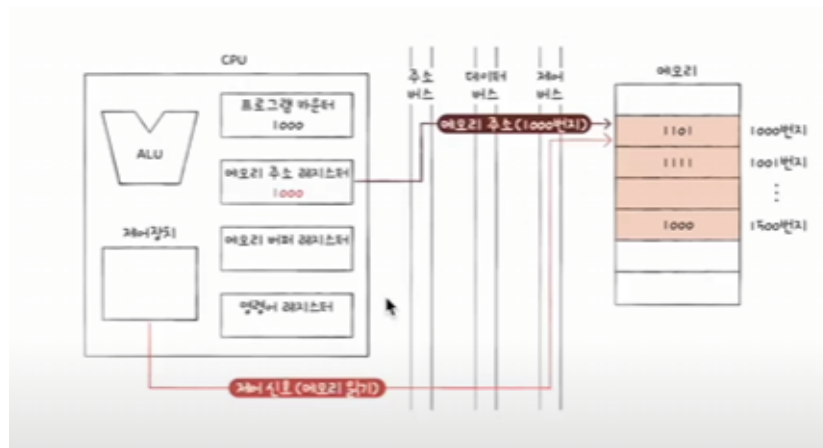 CPU
ALU
제어장치
프로그램 카운터
1000
메모리 주소 레지스터
1000
메모리 버퍼 레지스터
명령어 레지스터
주소
버스
데이터
버스
제어
버스
메모리 주소(1000번지)
제어 신호(메모리 읽기)
메모리
1101
1000번지
1111
1001번지
1000
1500번지